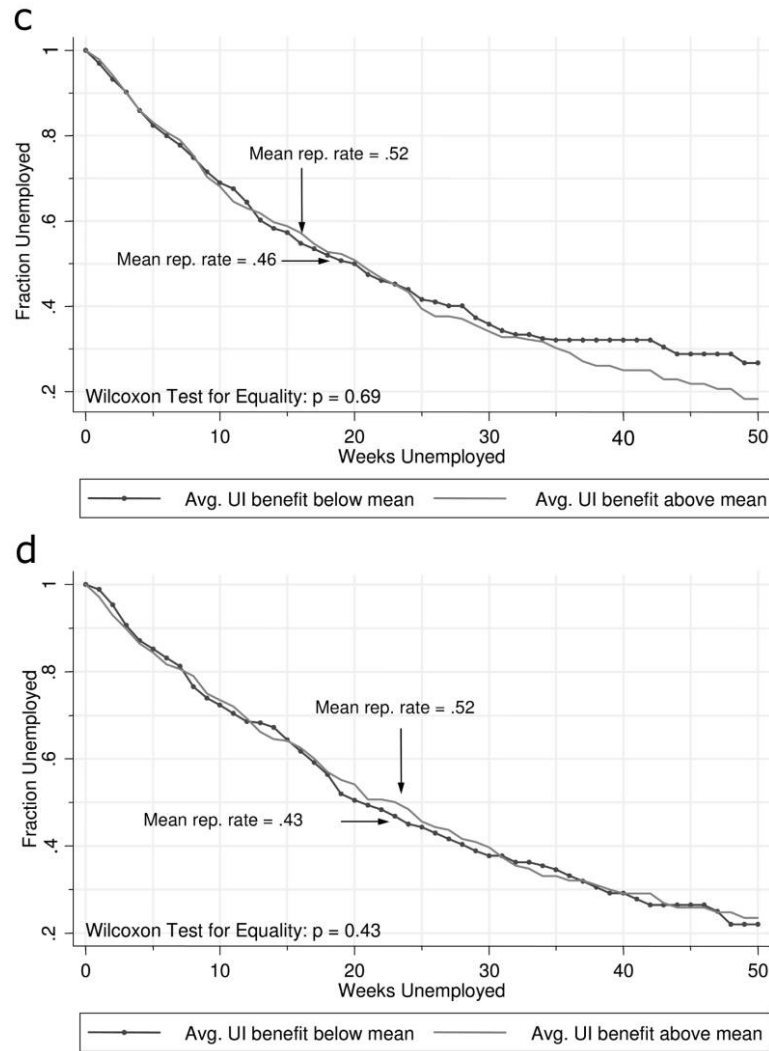 c
Fraction Unemployed
1
.8
.6
.4
.2
Mean rep. rate = .52
Mean rep. rate = .46
Wilcoxon Test for Equality: p = 0.69
0 10 20 30 40 50
Weeks Unemployed
Avg. UI benefit below mean Avg. UI benefit above mean
d
Fraction Unemployed
1
.8
.6
.4
.2
Mean rep. rate = .52
Mean rep. rate = .43
Wilcoxon Test for Equality: p = 0.43
0 10 20 30 40 50
Weeks Unemployed
Avg. UI benefit below mean Avg. UI benefit above mean